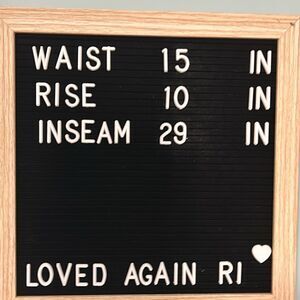 WAIST 15 IN
RISE 10 IN
INSEAM 29 IN
LOVED AGAIN RI